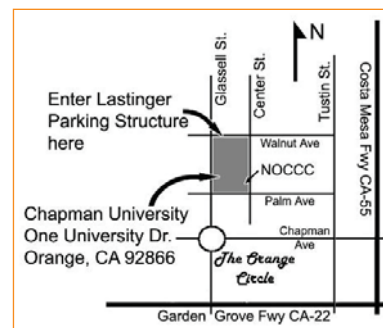 Glassell St.
Center St.
Tustin St.
N
Costa Mesa Fwy CA-55
Enter Lastinger
Parking Structure
here
Walnut Ave
NOCCC
Palm Ave
Chapman University
One University Dr.
Orange, CA 92866
Chapman
Ave
The Orange
Circle
Garden Grove Fwy CA-22